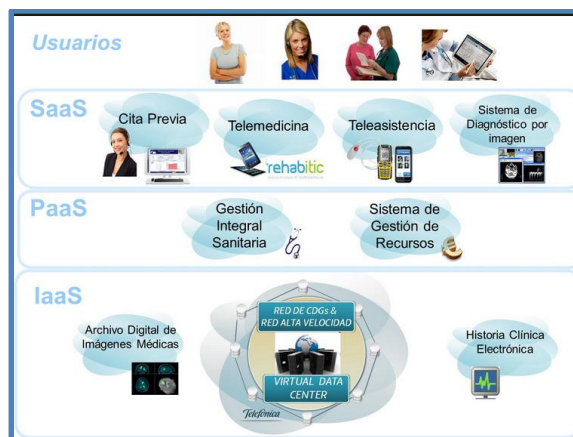 Usuarios
SaaS
Cita Previa
Telemedicina
rehabitic
Teleasistencia
Sistema de
Diagnóstico por
imagen
PaaS
Gestión
Integral
Sanitaria
Sistema de
Gestión de
Recursos
IaaS
Archivo Digital de
Imágenes Médicas
RED DE CDGs &
RED ALTA VELOCIDAD
VIRTUAL DATA
CENTER
Telefónica
Historia Clínica
Electrónica